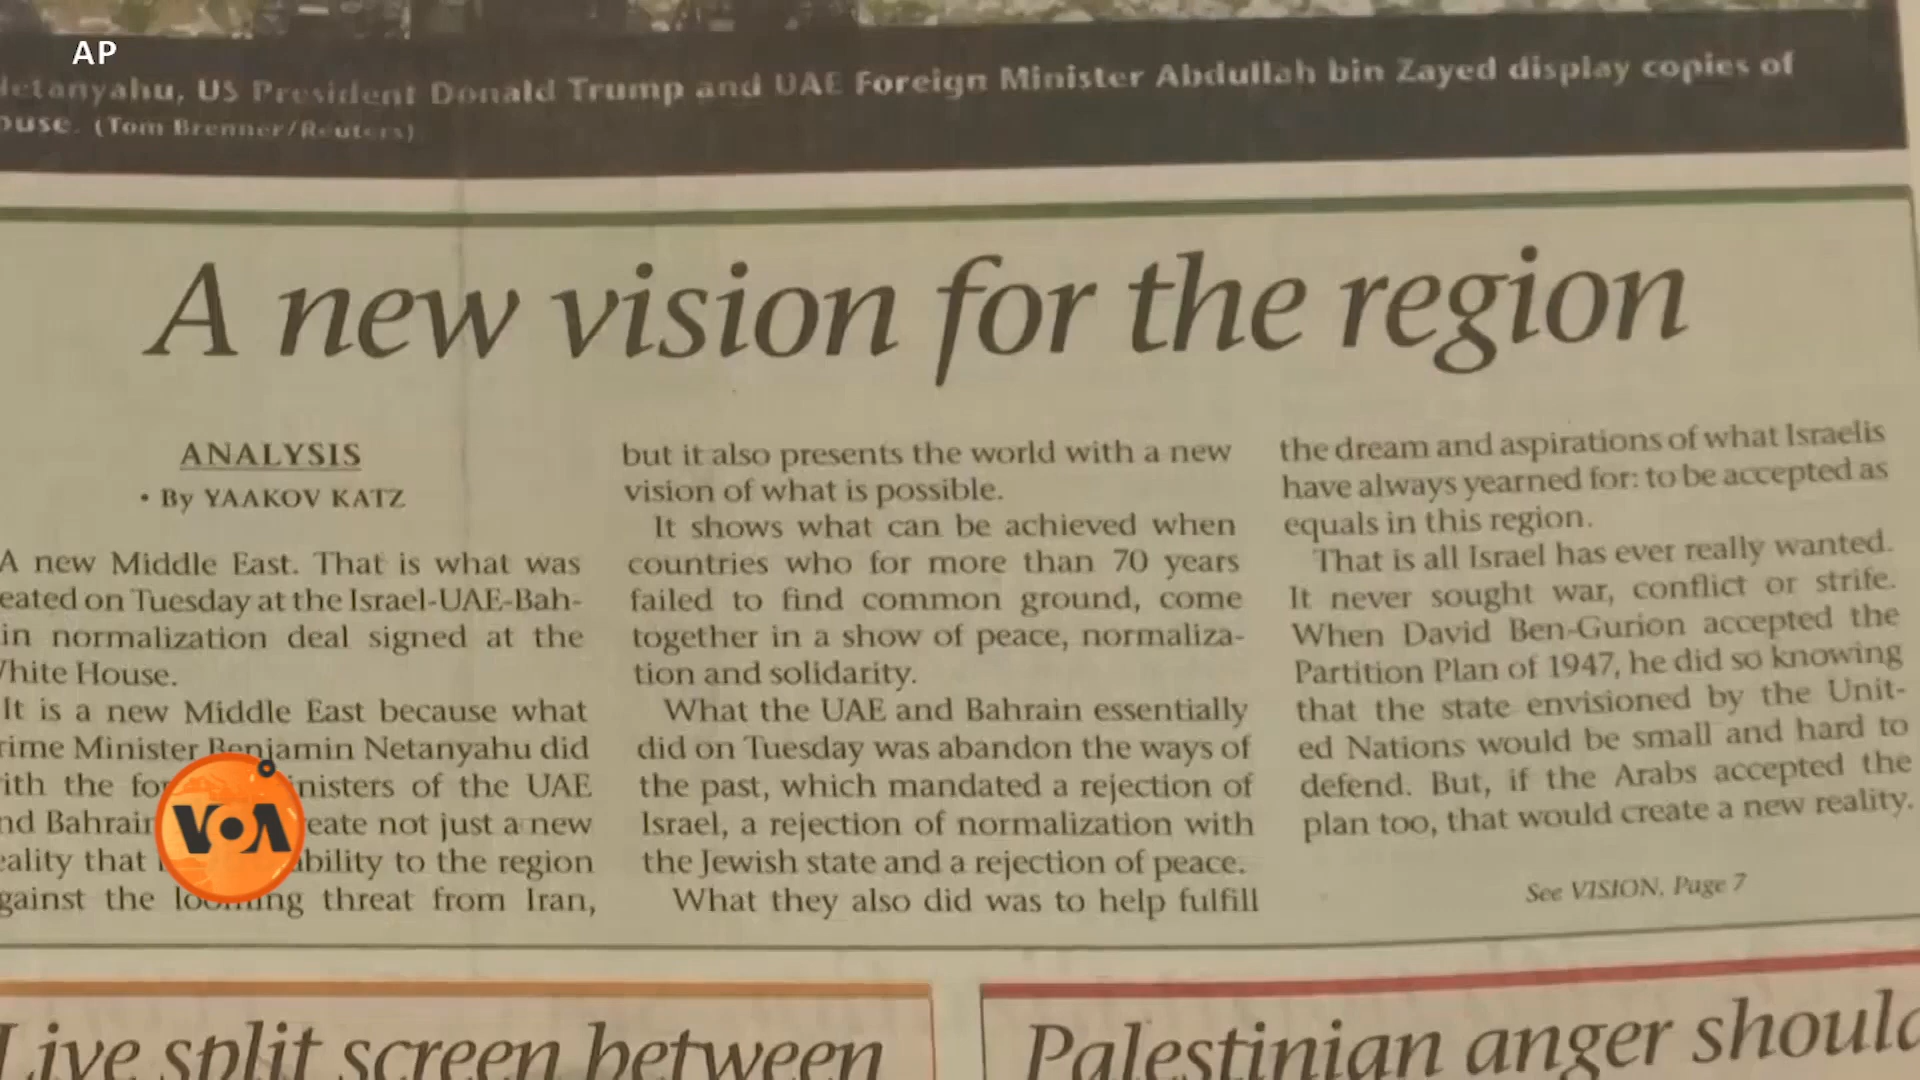 AP
Netanyahu, US President Donald Trump and UAE Foreign Minister Abdullah bin Zayed display copies of
ouse. (Tom Brenner/Reuters)
A new vision for the region
ANALYSIS
• By YAAKOV KATZ
A new Middle East. That is what was
eated on Tuesday at the Israel-UAE-Bah-
in normalization deal signed at the
hite House.
It is a new Middle East because what
rime Minister Benjamin Netanyahu did
ith the for nisters of the UAE
nd Bahrain eate not just a new
eality that bility to the region
gainst the looming threat from Iran,
but it also presents the world with a new
vision of what is possible.
It shows what can be achieved when
countries who for more than 70 years
failed to find common ground, come
together in a show of peace, normaliza-
tion and solidarity.
What the UAE and Bahrain essentially
did on Tuesday was abandon the ways of
the past, which mandated a rejection of
Israel, a rejection of normalization with
the Jewish state and a rejection of peace.
What they also did was to help fulfill
the dream and aspirations of what Israelis
have always yearned for: to be accepted as
equals in this region.
That is all Israel has ever really wanted.
It never sought war, conflict or strife.
When David Ben-Gurion accepted the
Partition Plan of 1947, he did so knowing
that the state envisioned by the Unit-
ed Nations would be small and hard to
defend. But, if the Arabs accepted the
plan too, that would create a new reality.
See VISION, Page 7
VOA
Live split screen between
Palestinian anger should